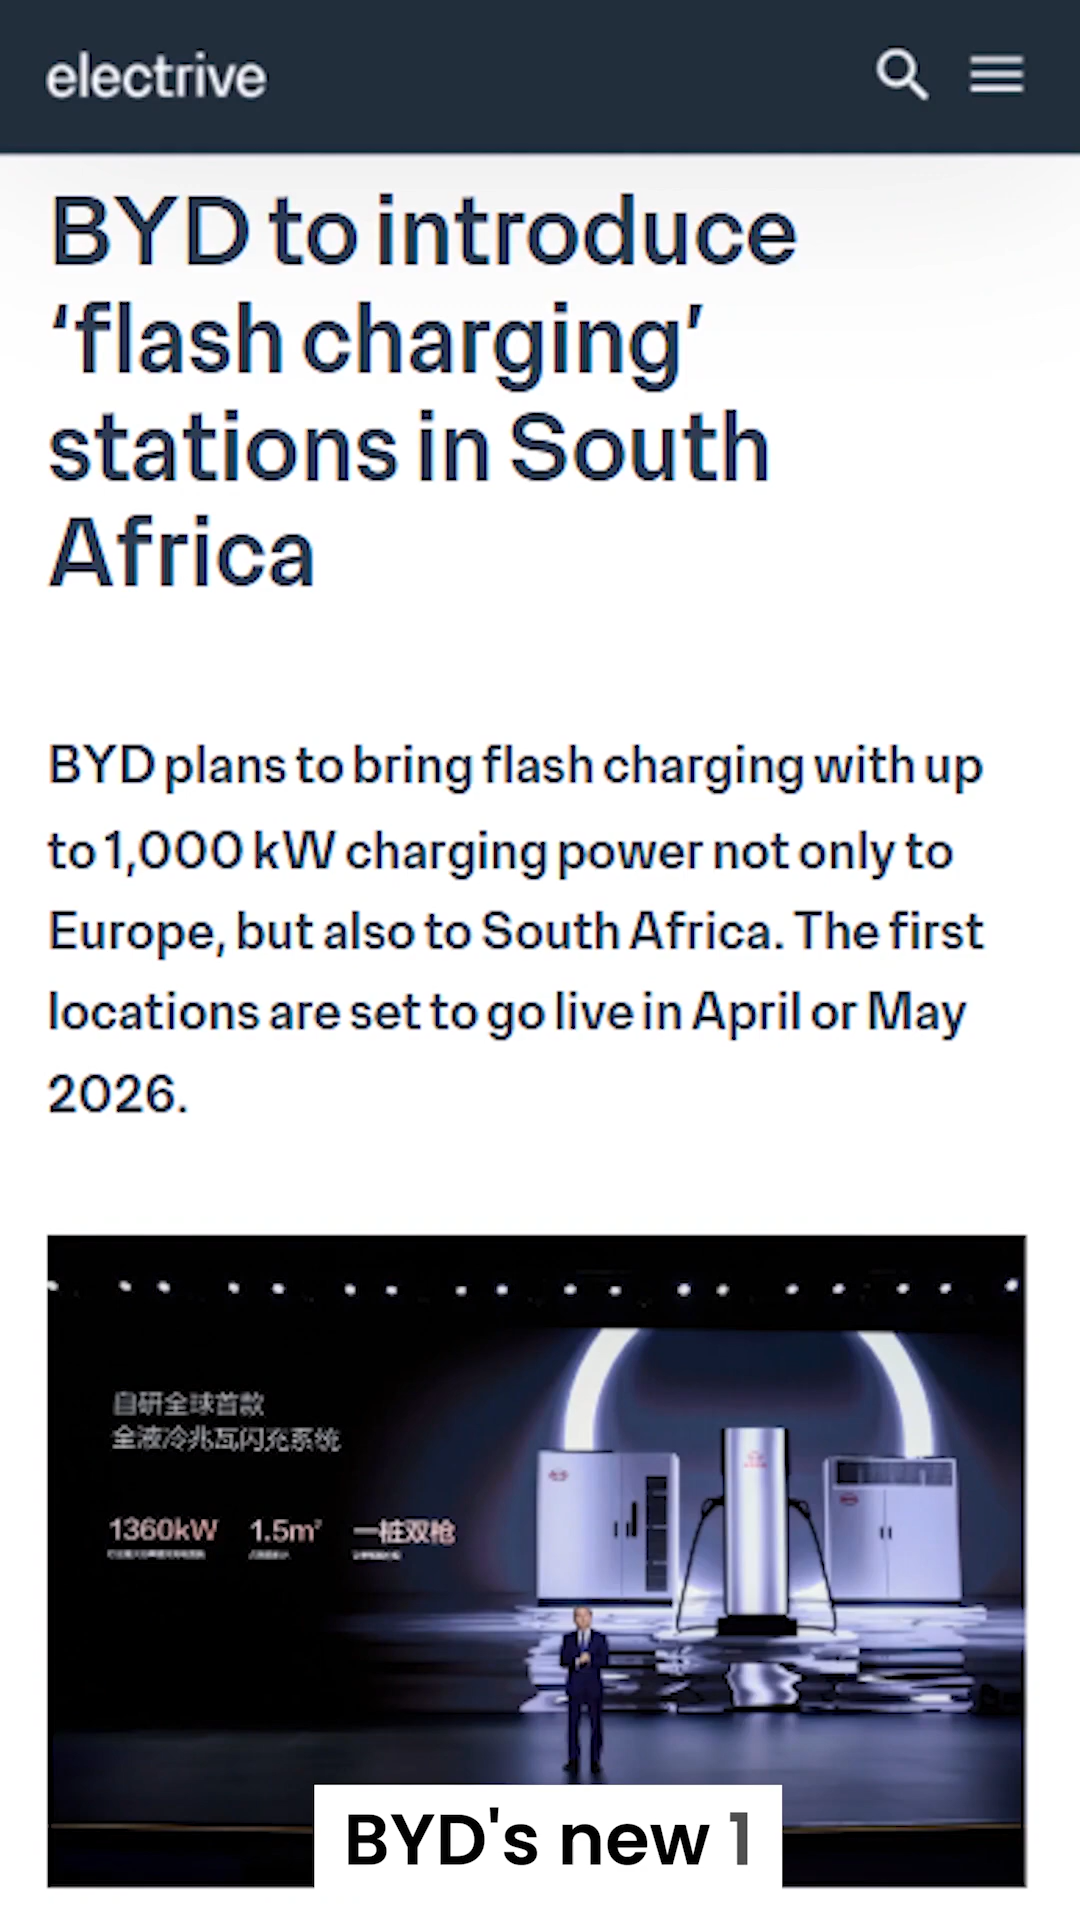 electrive
BYD to introduce
‘flash charging’
stations in South
Africa
BYD plans to bring flash charging with up
to 1,000 kW charging power not only to
Europe, but also to South Africa. The first
locations are set to go live in April or May
2026.
自研全球首款
全液冷兆瓦闪充系统
1360kW 1.5m² 一桩双枪
BYD's new 1